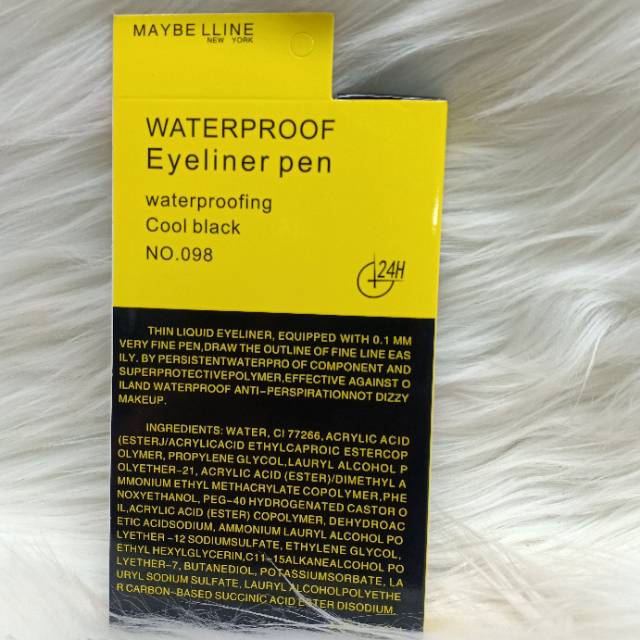 MAYBELLINE
NEW YORK
WATERPROOF
Eyeliner pen
waterproofing
Cool black
NO.098
24H
THIN LIQUID EYELINER, EQUIPPED WITH 0.1 MM
VERY FINE PEN,DRAW THE OUTLINE OF FINE LINE EAS
ILY. BY PERSISTENTWATERPRO OF COMPONENT AND
SUPERPROTECTIVEPOLYMER,EFFECTIVE AGAINST O
ILAND WATERPROOF ANTI-PERSPIRATIONNOT DIZZY
MAKEUP.
INGREDIENTS: WATER, CI 77266, ACRYLIC ACID
(ESTERJ/ACRYLICACID ETHYLCAPROIC ESTERCOP
OLYMER, PROPYLENE GLYCOL,LAURYL ALCOHOL P
OLYETHER-21, ACRYLIC ACID (ESTER)/DIMETHYL A
MMONIUM ETHYL METHACRYLATE COPOLYMER,PHE
NOXYETHANOL, PEG-40 HYDROGENATED CASTOR O
IL,ACRYLIC ACID (ESTER) COPOLYMER, DEHYDROAC
ETIC ACIDSODIUM, AMMONIUM LAURYL ALCOHOL PO
LYETHER -12 SODIUMSULFATE, ETHYLENE GLYCOL,
ETHYL HEXYLGLYCERIN,C11-15ALKANEALCOHOL PO
LYETHER-7, BUTANEDIOL, POTASSIUMSORBATE, LA
URYL SODIUM SULFATE, LAURYL ALCOHOLPOLYETHE
R CARBON-BASED SUCCINIC ACID ESTER DISODIUM.